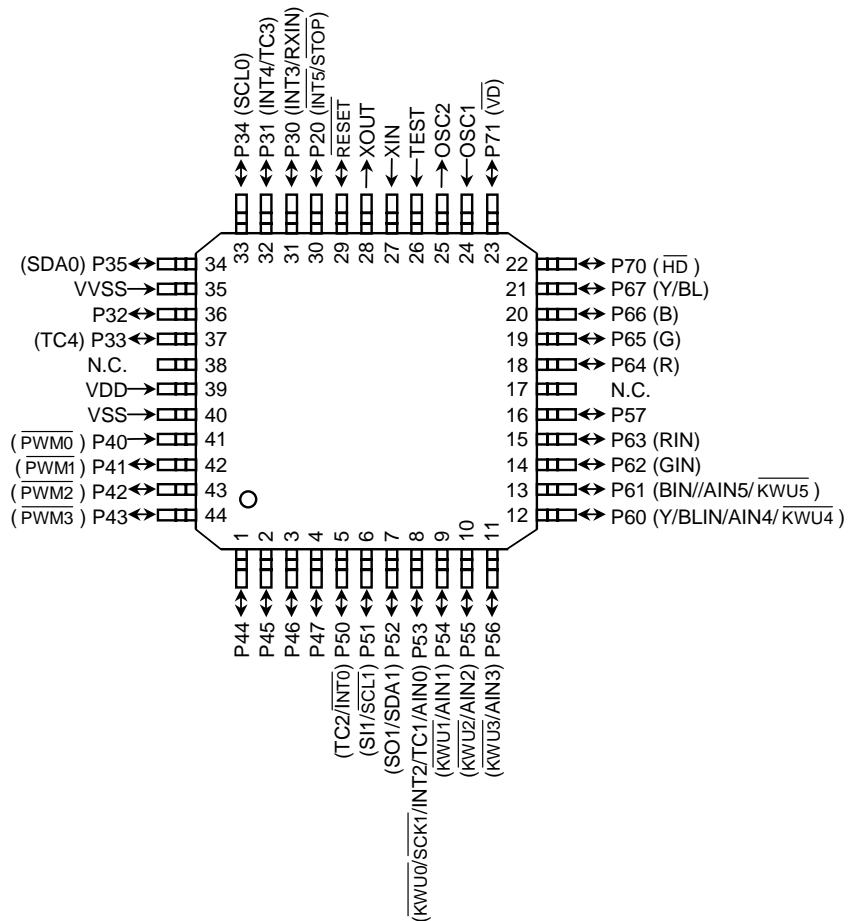 P34 (SCL0)
P31 (INT4/TC3)
P30 (INT3/RXIN)
P20 (INT5/STOP)
RESET
XOUT
XIN
TEST
OSC2
OSC1
P71 (VD)
33
32
31
30
29
28
27
26
25
24
23
(SDA0) P35 34
VVSS 35
P32 36
(TC4) P33 37
N.C. 38
VDD 39
VSS 40
(PWM0) P40 41
(PWM1) P41 42
(PWM2) P42 43
(PWM3) P43 44
22 P70 (HD)
21 P67 (Y/BL)
20 P66 (B)
19 P65 (G)
18 P64 (R)
17 N.C.
16 P57
15 P63 (RIN)
14 P62 (GIN)
13 P61 (BIN//AIN5/KWU5)
12 P60 (Y/BLIN/AIN4/KWU4)
1
2
3
4
5
6
7
8
9
10
11
P44
P45
P46
P47
(TC2/INT0) P50
(SI1/SCL1) P51
(SO1/SDA1) P52
(KWU0/SCK1/INT2/TC1/AIN0) P53
(KWU1/AIN1) P54
(KWU2/AIN2) P55
(KWU3/AIN3) P56